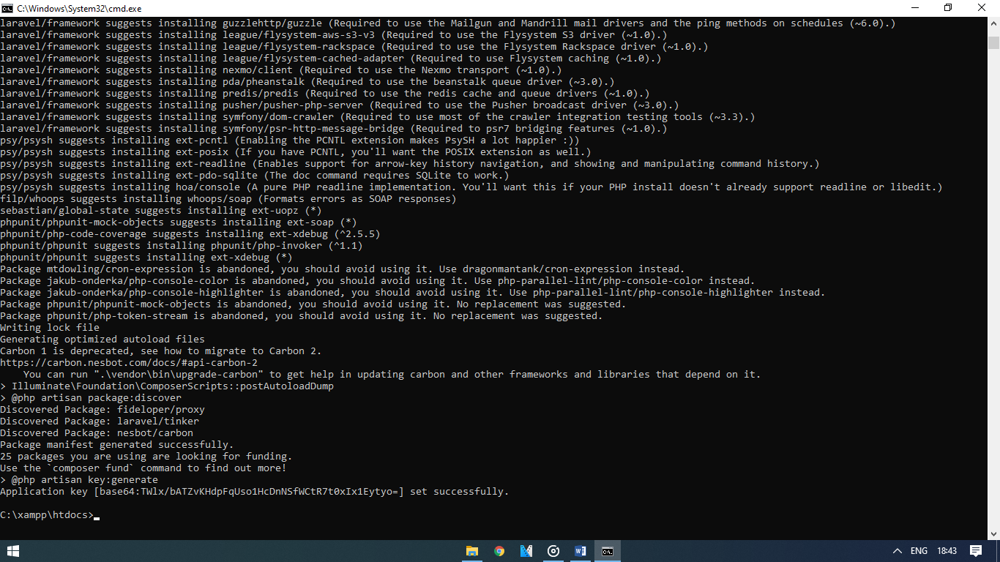 C:\Windows\System32\cmd.exe
laravel/framework suggests installing guzzlehttp/guzzle (Required to use the Mailgun and Mandrill mail drivers and the ping methods on schedules (~6.0).)
laravel/framework suggests installing league/flysystem-aws-s3-v3 (Required to use the Flysystem S3 driver (~1.0).)
laravel/framework suggests installing league/flysystem-rackspace (Required to use the Flysystem Rackspace driver (~1.0).)
laravel/framework suggests installing league/flysystem-cached-adapter (Required to use Flysystem caching (~1.0).)
laravel/framework suggests installing nexmo/client (Required to use the Nexmo transport (~1.0).)
laravel/framework suggests installing pda/pheanstalk (Required to use the beanstalk queue driver (~3.0).)
laravel/framework suggests installing predis/predis (Required to use the redis cache and queue drivers (~1.0).)
laravel/framework suggests installing pusher/pusher-php-server (Required to use the Pusher broadcast driver (~3.0).)
laravel/framework suggests installing symfony/dom-crawler (Required to use most of the crawler integration testing tools (~3.3).)
laravel/framework suggests installing symfony/psr-http-message-bridge (Required to psr7 bridging features (~1.0).)
psy/psysh suggests installing ext-pcntl (Enabling the PCNTL extension makes PsySH a lot happier :))
psy/psysh suggests installing ext-posix (If you have PCNTL, you'll want the POSIX extension as well.)
psy/psysh suggests installing ext-readline (Enables support for arrow-key history navigation, and showing and manipulating command history.)
psy/psysh suggests installing ext-pdo-sqlite (The doc command requires SQLite to work.)
psy/psysh suggests installing hoa/console (A pure PHP readline implementation. You'll want this if your PHP install doesn't already support readline or libedit.)
filp/whoops suggests installing whoops/soap (Formats errors as SOAP responses)
sebastian/global-state suggests installing ext-uopz (*)
phpunit/phpunit-mock-objects suggests installing ext-soap (*)
phpunit/php-code-coverage suggests installing ext-xdebug (^2.5.5)
phpunit/phpunit suggests installing phpunit/php-invoker (^1.1)
phpunit/phpunit suggests installing ext-xdebug (*)
Package mtdowling/cron-expression is abandoned, you should avoid using it. Use dragonmantank/cron-expression instead.
Package jakub-onderka/php-console-color is abandoned, you should avoid using it. Use php-parallel-lint/php-console-color instead.
Package jakub-onderka/php-console-highlighter is abandoned, you should avoid using it. Use php-parallel-lint/php-console-highlighter instead.
Package phpunit/phpunit-mock-objects is abandoned, you should avoid using it. No replacement was suggested.
Package phpunit/php-token-stream is abandoned, you should avoid using it. No replacement was suggested.
Writing lock file
Generating optimized autoload files
Carbon 1 is deprecated, see how to migrate to Carbon 2.
https://carbon.nesbot.com/docs/#api-carbon-2
    You can run ".\vendor\bin\upgrade-carbon" to get help in updating carbon and other frameworks and libraries that depend on it.
> Illuminate\Foundation\ComposerScripts::postAutoloadDump
> @php artisan package:discover
Discovered Package: fideloper/proxy
Discovered Package: laravel/tinker
Discovered Package: nesbot/carbon
Package manifest generated successfully.
25 packages you are using are looking for funding.
Use the `composer fund` command to find out more!
> @php artisan key:generate
Application key [base64:TWlx/bATZvKHdpFqUso1HcDnNSfWCtR7t0xIx1Eytyo=] set successfully.
C:\xampp\htdocs>
ENG 18:43